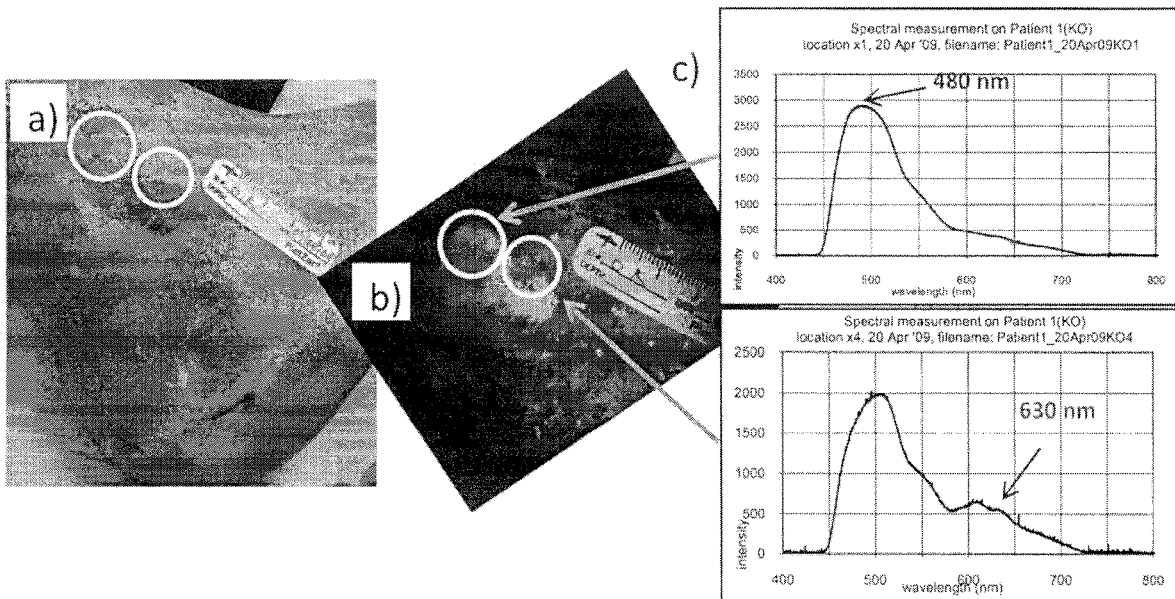 a)
b)
c)
Spectral measurement on Patient 1(KO)
location x1, 20 Apr '09, filename: Patient1_20Apr09KO1
3500
3000
2500
2000
1500
1000
500
0
480 nm
intensity
400 500 600 700 800
wavelength (nm)
Spectral measurement on Patient 1(KO)
location x4, 20 Apr '09, filename: Patient1_20Apr09KO4
2500
2000
1500
1000
500
0
630 nm
intensity
400 500 600 700 800
wavelength (nm)